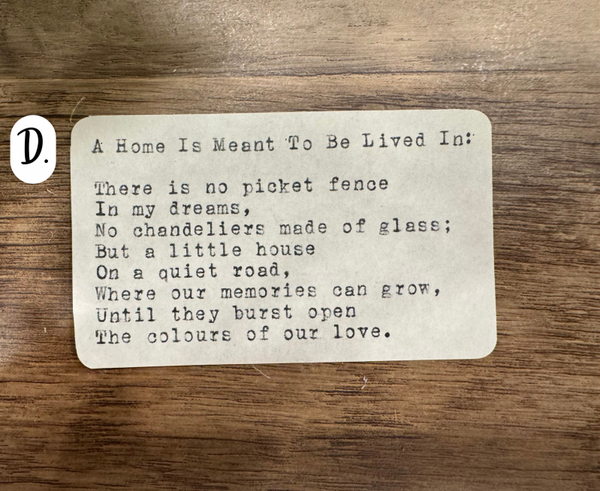 D.
A Home Is Meant To Be Lived In:
There is no picket fence
In my dreams,
No chandeliers made of glass;
But a little house
On a quiet road,
Where our memories can grow,
Until they burst open
The colours of our love.